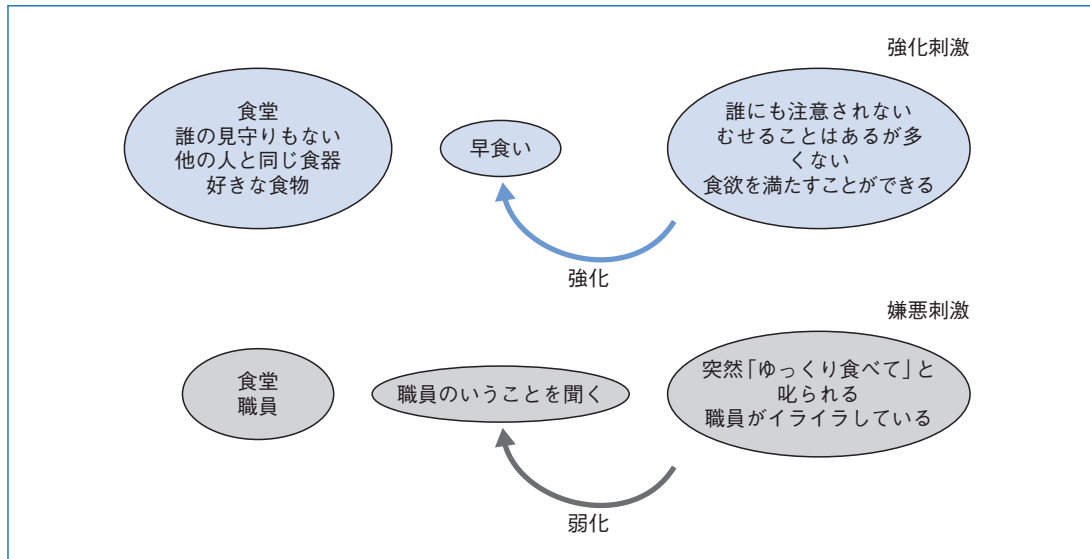 強化刺激
食堂
誰の見守りもない
他の人と同じ食器
好きな食物
早食い
誰にも注意されない
むせることはあるが多
くない
食欲を満たすことができる
強化
嫌悪刺激
食堂
職員
職員のいうことを聞く
突然「ゆっくり食べて」と
叱られる
職員がイライラしている
弱化